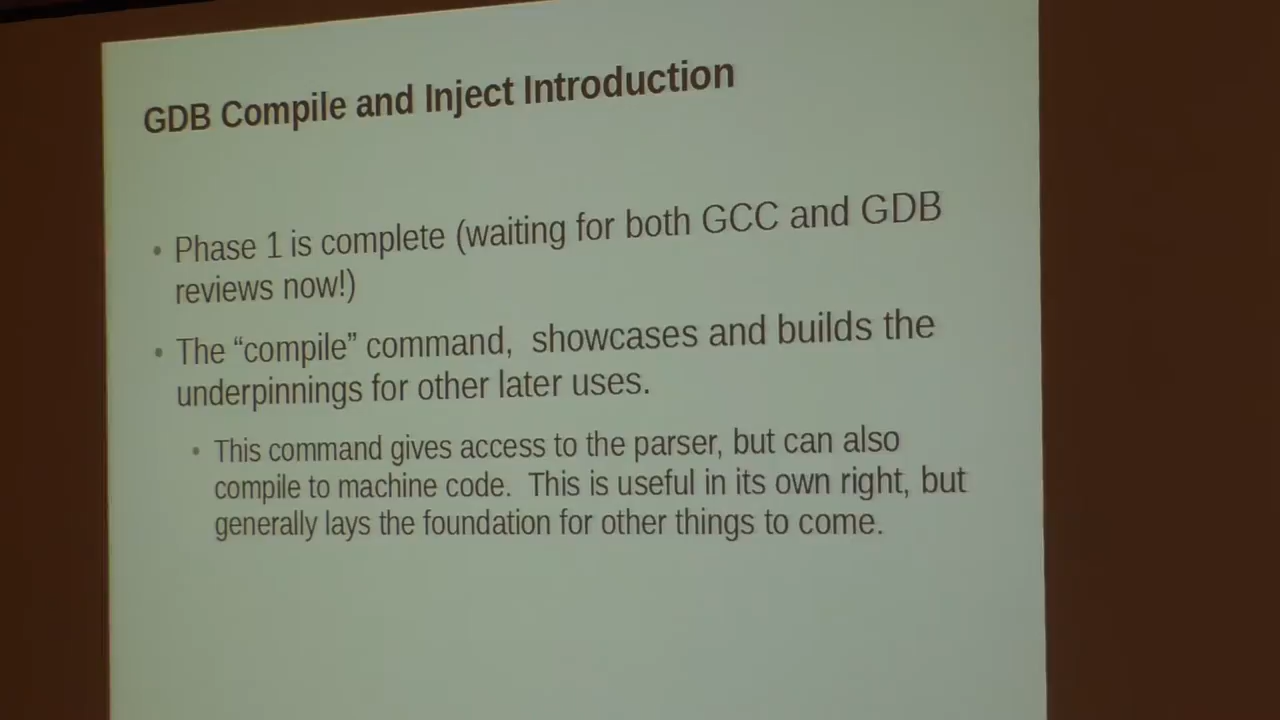 GDB Compile and Inject Introduction
• Phase 1 is complete (waiting for both GCC and GDB
reviews now!)
• The “compile” command,  showcases and builds the
underpinnings for other later uses.
• This command gives access to the parser, but can also
compile to machine code.  This is useful in its own right, but
generally lays the foundation for other things to come.